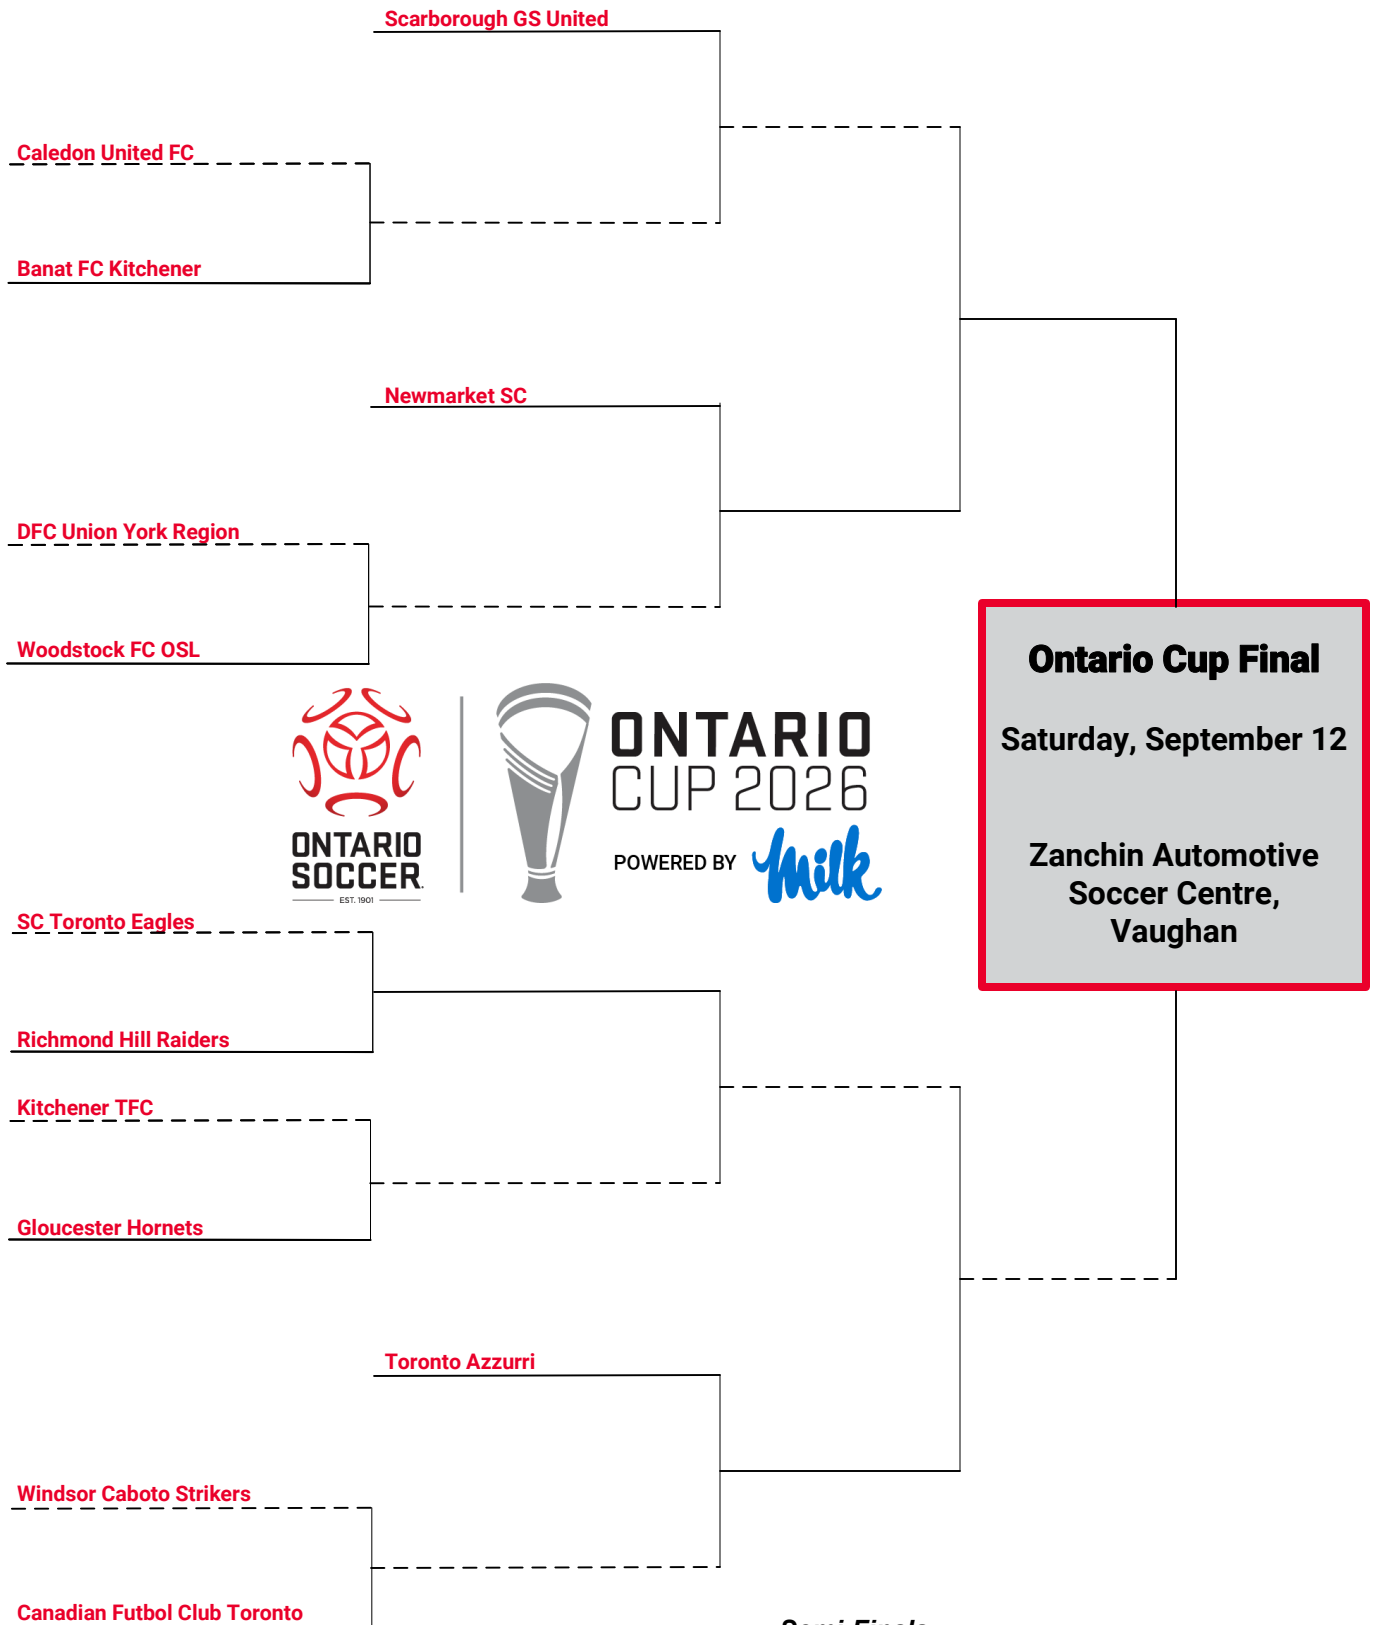 Scarborough GS United
Caledon United FC
Banat FC Kitchener
Newmarket SC
DFC Union York Region
Woodstock FC OSL
Ontario Cup Final
Saturday, September 12
Zanchin Automotive
Soccer Centre,
Vaughan
ONTARIO
SOCCER.
EST. 1901
ONTARIO
CUP 2026
POWERED BY Milk
SC Toronto Eagles
Richmond Hill Raiders
Kitchener TFC
Gloucester Hornets
Toronto Azzurri
Windsor Caboto Strikers
Canadian Futbol Club Toronto
Semi Finals